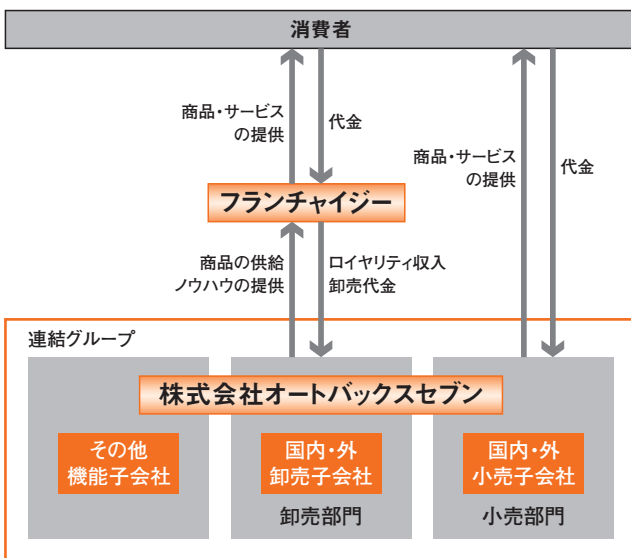 消費者
商品・サービス
の提供
代金
商品・サービス
の提供
代金
フランチャイジー
商品の供給
ノウハウの提供
ロイヤリティ収入
卸売代金
連結グループ
株式会社オートバックスセブン
その他
機能子会社
国内・外
卸売子会社
国内・外
小売子会社
卸売部門
小売部門